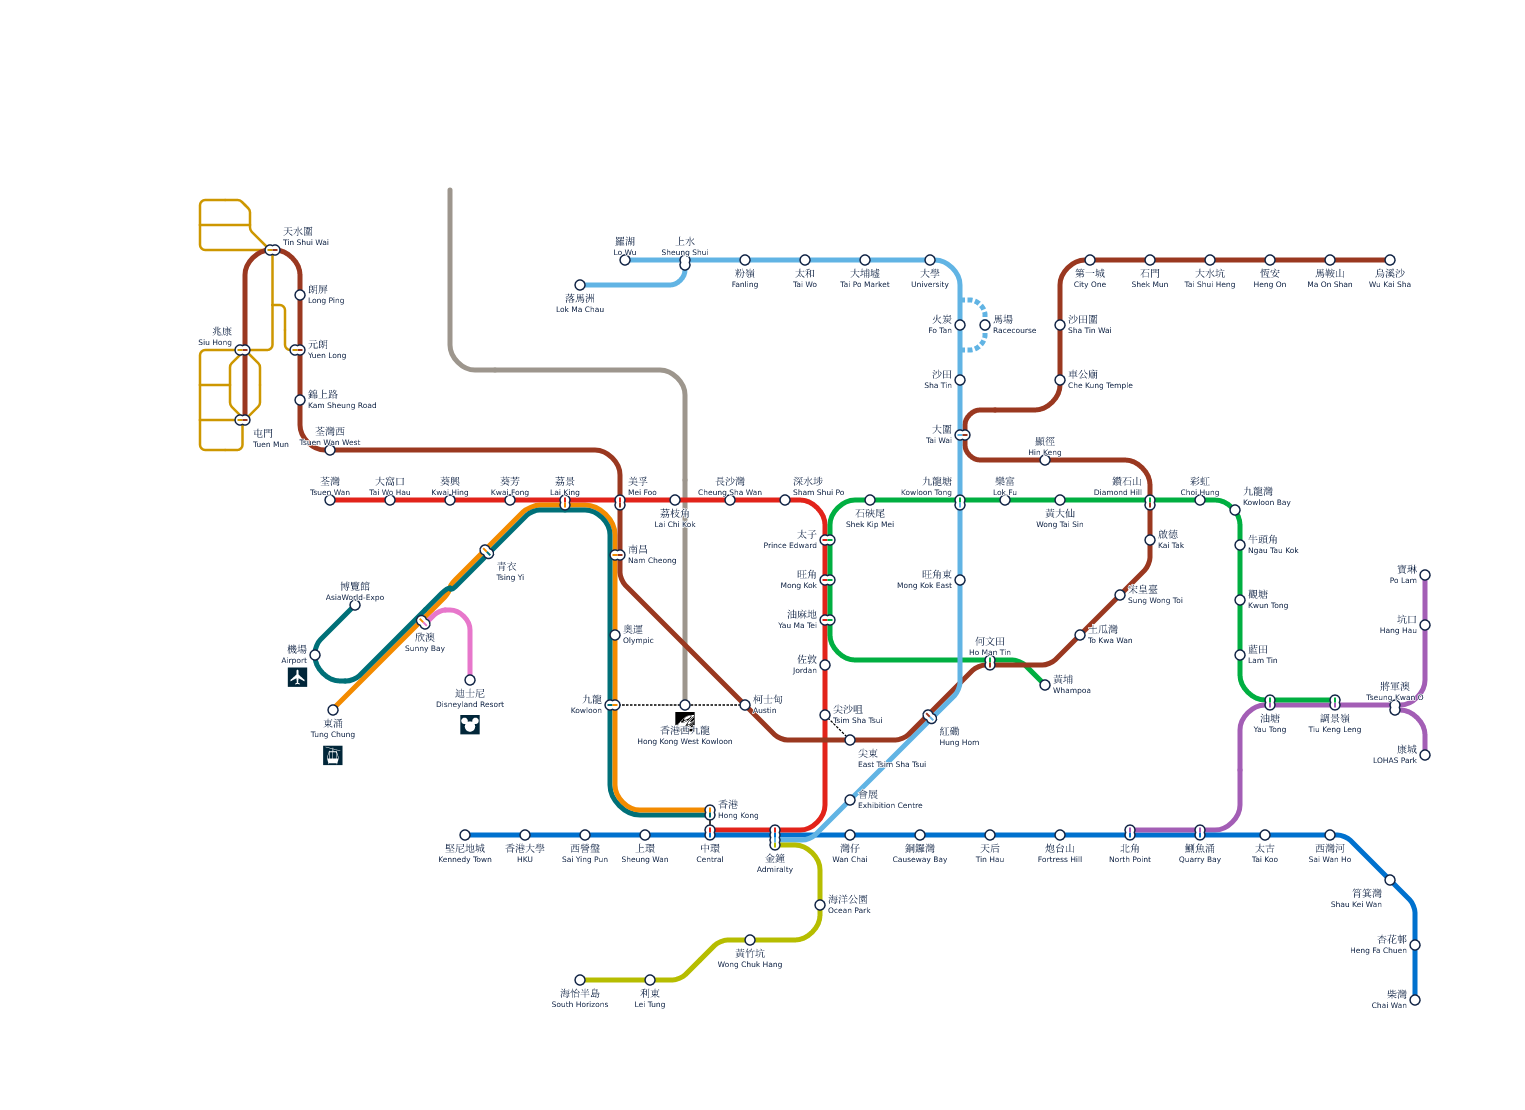 天水圍
Tin Shui Wai
朗屏
Long Ping
兆康
Siu Hong
元朗
Yuen Long
錦上路
Kam Sheung Road
屯門
Tuen Mun
荃灣西
Tsuen Wan West
羅湖
Lo Wu
上水
Sheung Shui
落馬洲
Lok Ma Chau
粉嶺
Fanling
太和
Tai Wo
大埔墟
Tai Po Market
大學
University
火炭
Fo Tan
馬場
Racecourse
沙田
Sha Tin
大圍
Tai Wai
第一城
City One
石門
Shek Mun
大水坑
Tai Shui Heng
恆安
Heng On
馬鞍山
Ma On Shan
烏溪沙
Wu Kai Sha
沙田圍
Sha Tin Wai
車公廟
Che Kung Temple
顯徑
Hin Keng
荃灣
Tsuen Wan
大窩口
Tai Wo Hau
葵興
Kwai Hing
葵芳
Kwai Fong
荔景
Lai King
美孚
Mei Foo
荔枝角
Lai Chi Kok
長沙灣
Cheung Sha Wan
深水埗
Sham Shui Po
石硤尾
Shek Kip Mei
九龍塘
Kowloon Tong
樂富
Lok Fu
黃大仙
Wong Tai Sin
鑽石山
Diamond Hill
彩虹
Choi Hung
九龍灣
Kowloon Bay
太子
Prince Edward
旺角
Mong Kok
油麻地
Yau Ma Tei
佐敦
Jordan
尖沙咀
Tsim Sha Tsui
旺角東
Mong Kok East
啟德
Kai Tak
宋皇臺
Sung Wong Toi
土瓜灣
To Kwa Wan
何文田
Ho Man Tin
黃埔
Whampoa
牛頭角
Ngau Tau Kok
觀塘
Kwun Tong
藍田
Lam Tin
油塘
Yau Tong
調景嶺
Tiu Keng Leng
寶琳
Po Lam
坑口
Hang Hau
將軍澳
Tseung Kwan O
康城
LOHAS Park
南昌
Nam Cheong
青衣
Tsing Yi
博覽館
AsiaWorld-Expo
機場
Airport
欣澳
Sunny Bay
迪士尼
Disneyland Resort
東涌
Tung Chung
奧運
Olympic
九龍
Kowloon
香港西九龍
Hong Kong West Kowloon
柯士甸
Austin
尖東
East Tsim Sha Tsui
紅磡
Hung Hom
會展
Exhibition Centre
香港
Hong Kong
堅尼地城
Kennedy Town
香港大學
HKU
西營盤
Sai Ying Pun
上環
Sheung Wan
中環
Central
金鐘
Admiralty
灣仔
Wan Chai
銅鑼灣
Causeway Bay
天后
Tin Hau
炮台山
Fortress Hill
北角
North Point
鰂魚涌
Quarry Bay
太古
Tai Koo
西灣河
Sai Wan Ho
筲箕灣
Shau Kei Wan
杏花邨
Heng Fa Chuen
柴灣
Chai Wan
海洋公園
Ocean Park
黃竹坑
Wong Chuk Hang
利東
Lei Tung
海怡半島
South Horizons